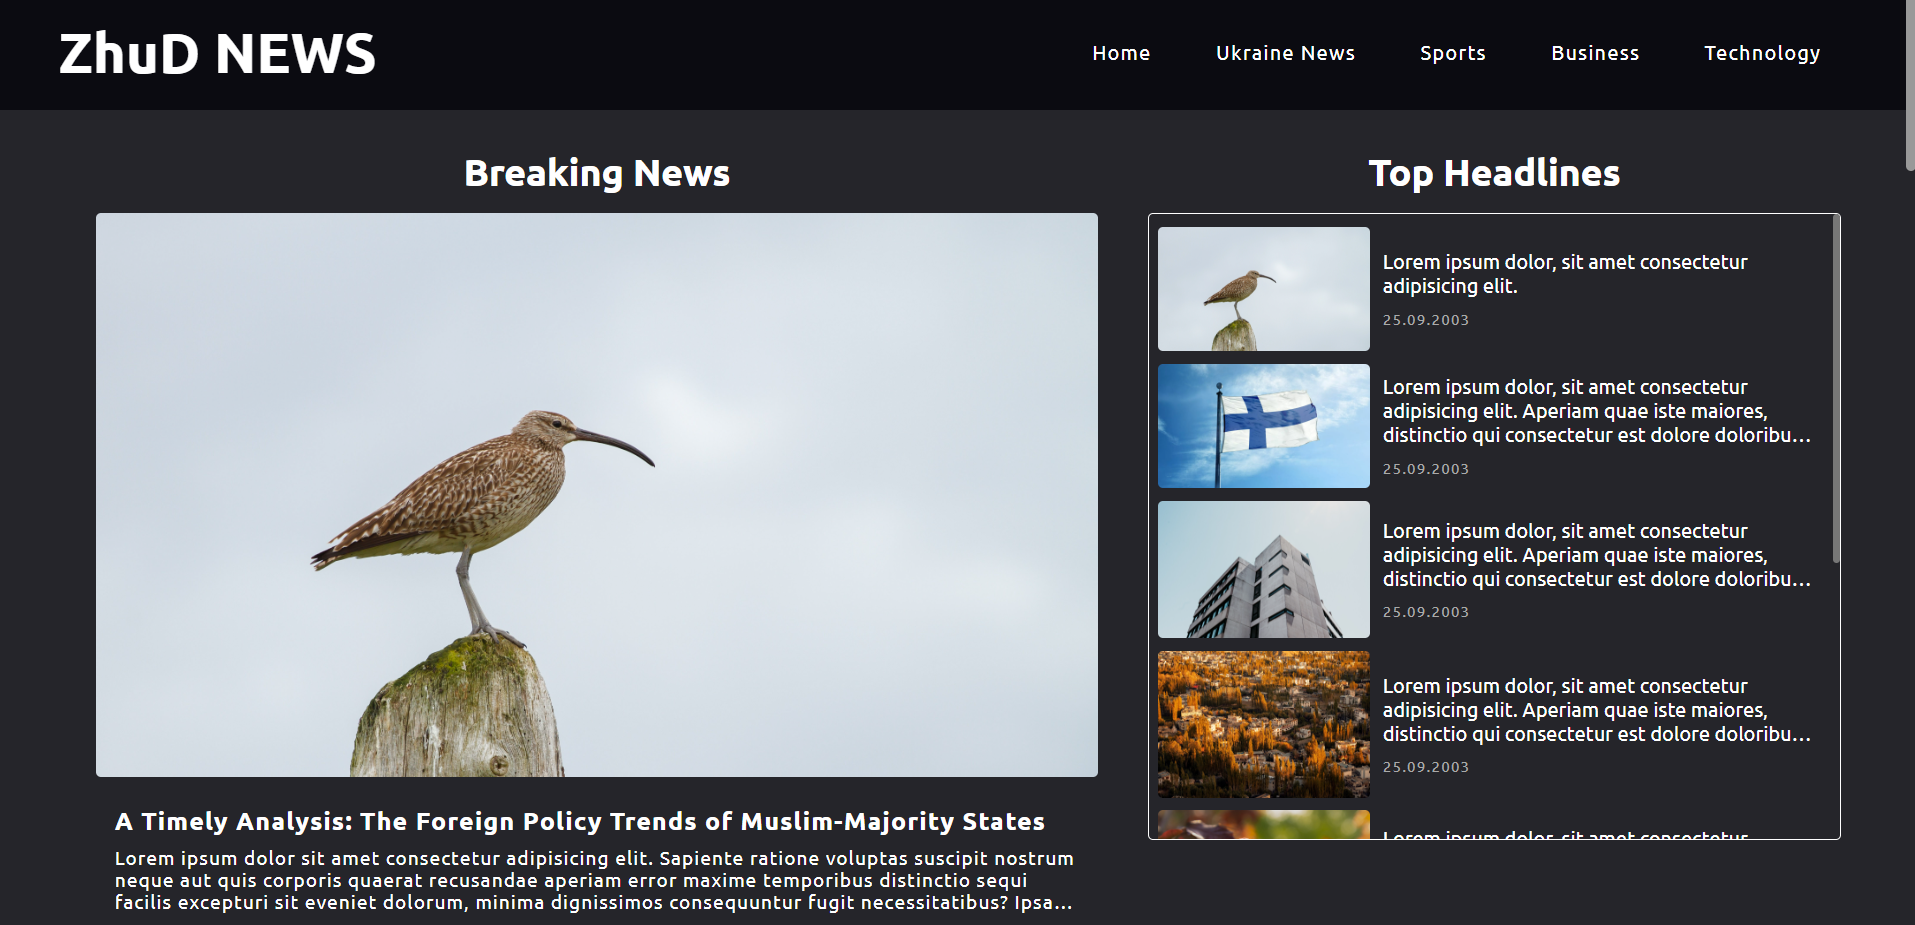 ZhuD NEWS
Home
Ukraine News
Sports
Business
Technology
Breaking News
A Timely Analysis: The Foreign Policy Trends of Muslim-Majority States
Lorem ipsum dolor sit amet consectetur adipisicing elit. Sapiente ratione voluptas suscipit nostrum
neque aut quis corporis quaerat recusandae aperiam error maxime temporibus distinctio sequi
facilis excepturi sit eveniet dolorum, minima dignissimos consequuntur fugit necessitatibus? Ipsa...
Top Headlines
Lorem ipsum dolor, sit amet consectetur
adipisicing elit.
25.09.2003
Lorem ipsum dolor, sit amet consectetur
adipisicing elit. Aperiam quae iste maiores,
distinctio qui consectetur est dolore doloribu...
25.09.2003
Lorem ipsum dolor, sit amet consectetur
adipisicing elit. Aperiam quae iste maiores,
distinctio qui consectetur est dolore doloribu...
25.09.2003
Lorem ipsum dolor, sit amet consectetur
adipisicing elit. Aperiam quae iste maiores,
distinctio qui consectetur est dolore doloribu...
25.09.2003
Lorem ipsum dolor, sit amet consectetur